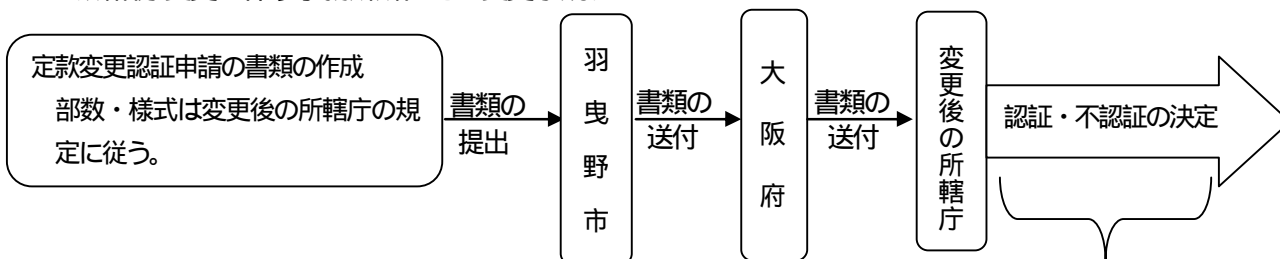 定款変更認証申請の書類の作成
部数・様式は変更後の所轄庁の規
定に従う。
書類の
提出
羽曳野市
書類の
送付
大阪府
書類の
送付
変更後の所轄庁
認証・不認証の決定